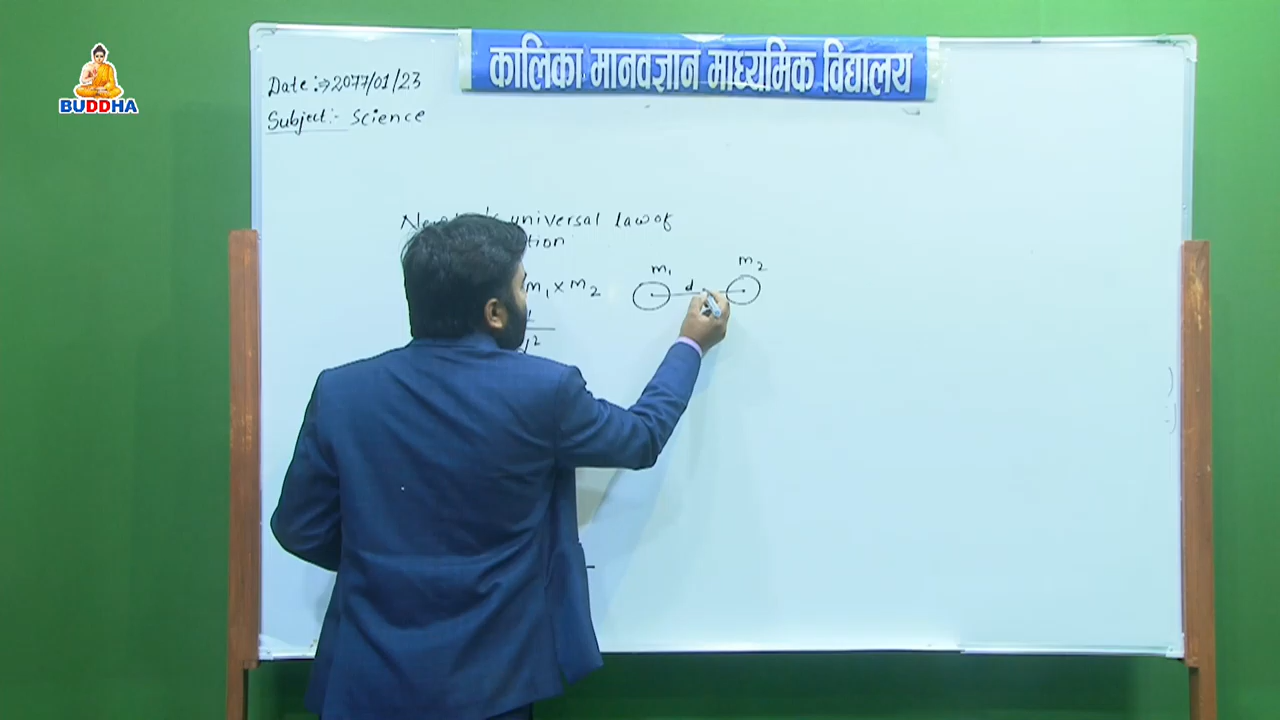 BUDDHA
कालिका मानवज्ञान माध्यमिक विद्यालय
Date:⇒2077/01/23
Subject:- Science
universal law of
m₁ m₂
m₁ × m₂ d